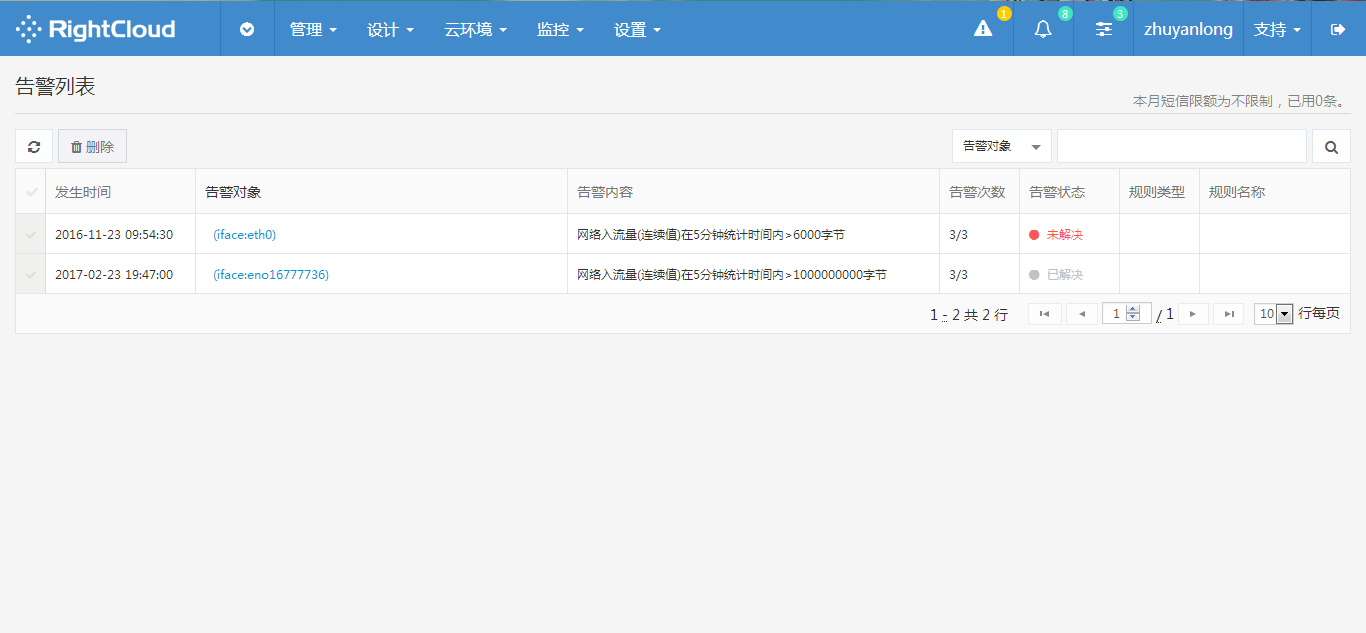 RightCloud 管理 设计 云环境 监控 设置 1 8 3 zhuyanlong 支持
告警列表
本月短信限额为不限制，已用0条。
删除 告警对象
发生时间 告警对象 告警内容 告警次数 告警状态 规则类型 规则名称
2016-11-23 09:54:30 (iface:eth0) 网络入流量(连续值)在5分钟统计时间内>6000字节 3/3 未解决
2017-02-23 19:47:00 (iface:eno16777736) 网络入流量(连续值)在5分钟统计时间内>1000000000字节 3/3 已解决
1 - 2 共 2 行 1 / 1 10 行每页